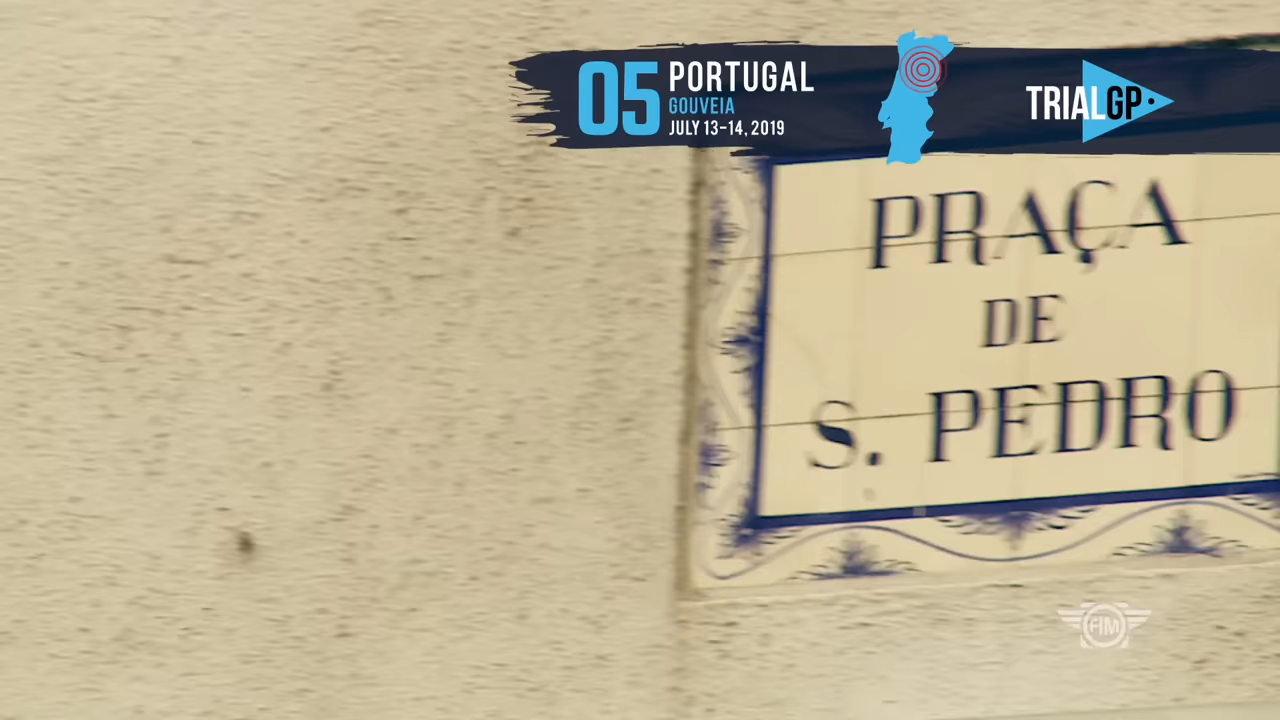 05
PORTUGAL
GOUVEIA
JULY 13-14, 2019
TRIALGP
PRAÇA
DE
S. PEDRO
FIM